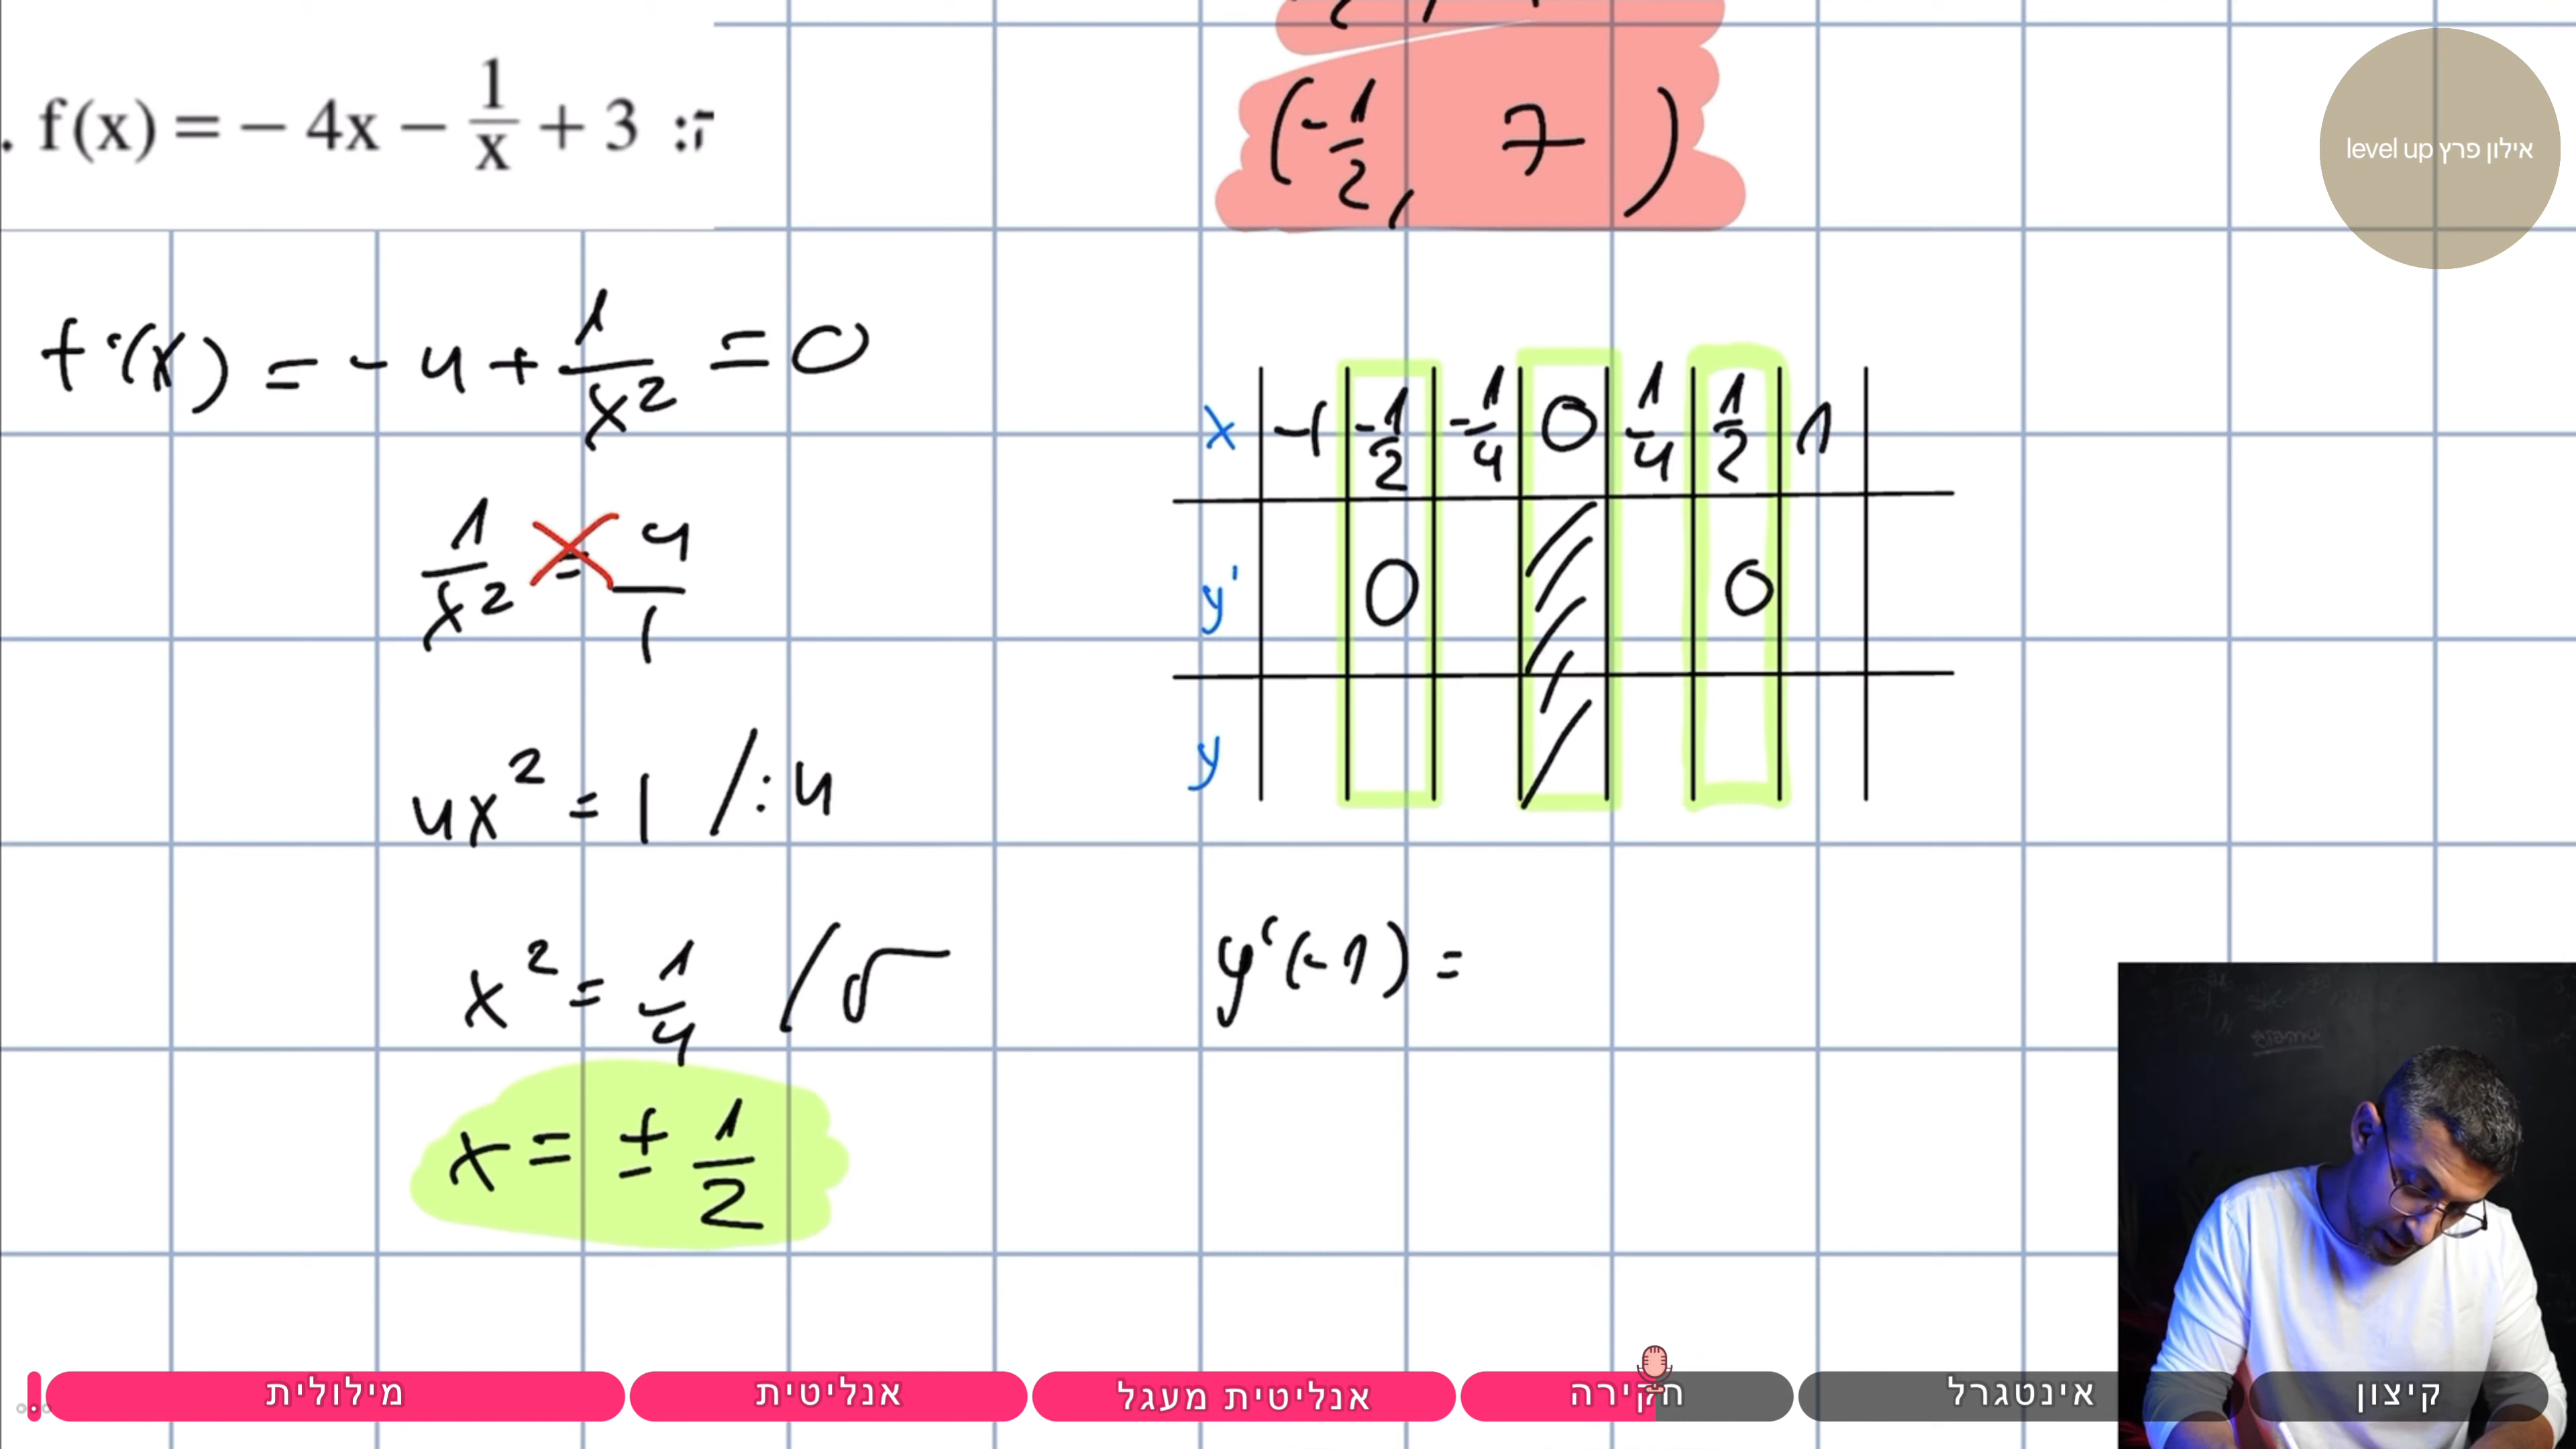 . f(x) = − 4x − 1/x + 3 :ה
(-1/2, 7)
level up אילון פרץ
f'(x) = -4 + 1/x² = 0
1/x² = 4/1
4x² = 1 /:4
x² = 1/4 /√
x = ± 1/2
x -1 -1/2 -1/4 0 1/4 1/2 1
y' 0 0
y
y'(-1) =
מילולית
אנליטית
אנליטית מעגל
חקירה
אינטגרל
קיצון